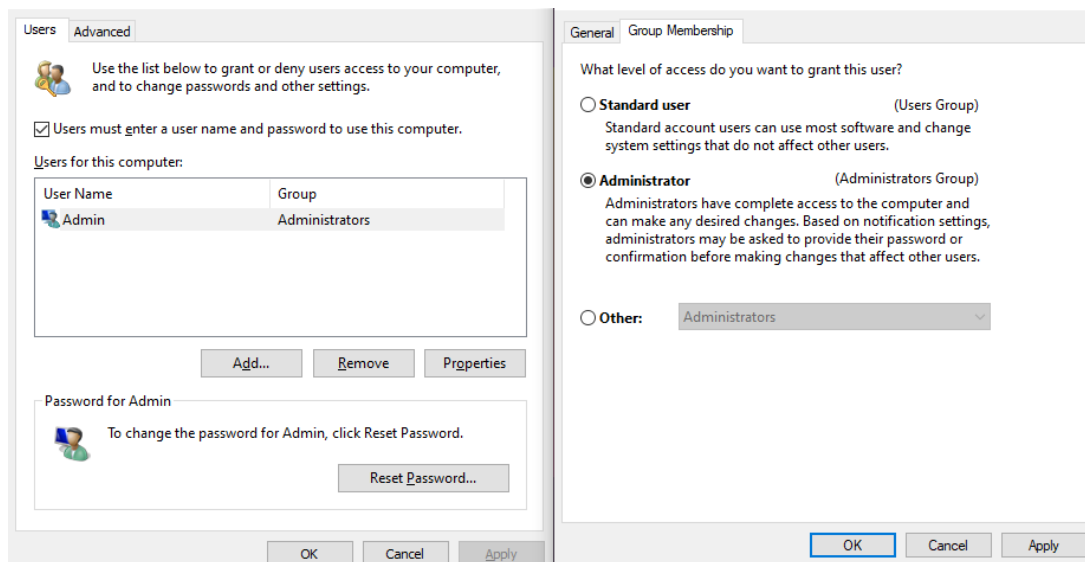 Users
Advanced
Use the list below to grant or deny users access to your computer,
and to change passwords and other settings.
Users must enter a user name and password to use this computer.
Users for this computer:
User Name
Group
Admin
Administrators
Add...
Remove
Properties
Password for Admin
To change the password for Admin, click Reset Password.
Reset Password...
OK
Cancel
Apply
General
Group Membership
What level of access do you want to grant this user?
Standard user
(Users Group)
Standard account users can use most software and change
system settings that do not affect other users.
Administrator
(Administrators Group)
Administrators have complete access to the computer and
can make any desired changes. Based on notification settings,
administrators may be asked to provide their password or
confirmation before making changes that affect other users.
Other:
Administrators
OK
Cancel
Apply